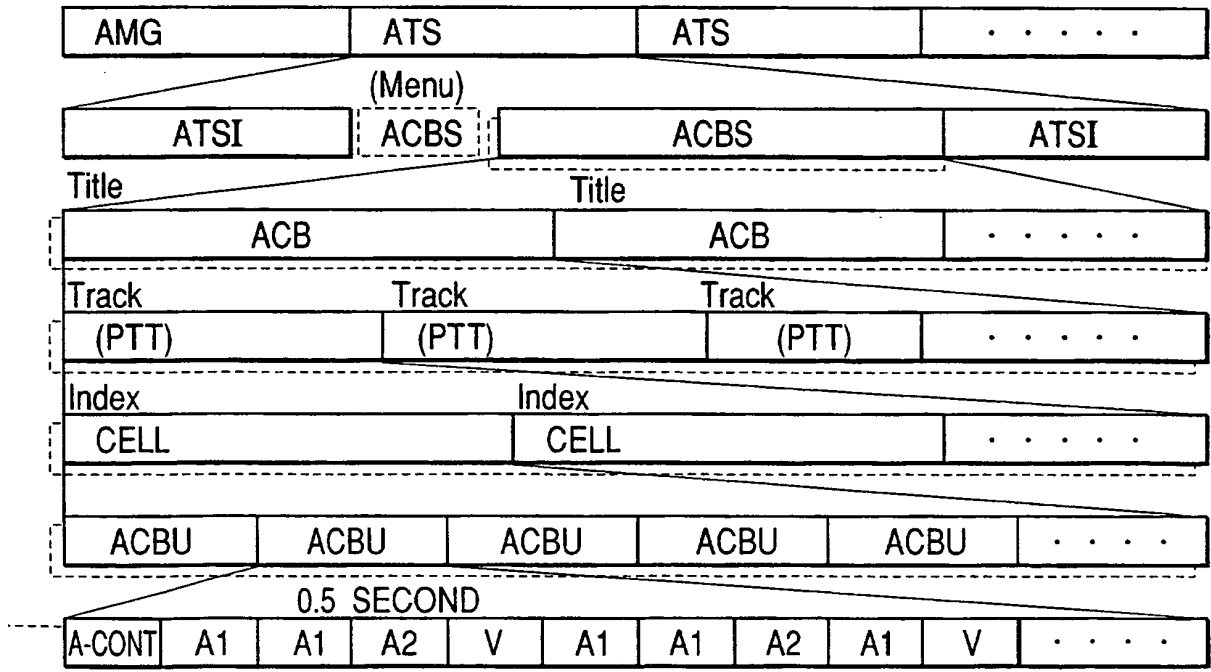 AMG ATS ATS · · · · ·
(Menu)
ATSI ACBS ACBS ATSI
Title Title
ACB ACB · · · · ·
Track Track Track
(PTT) (PTT) (PTT) · · · · ·
Index Index
CELL CELL · · · · ·
ACBU ACBU ACBU ACBU ACBU · · · ·
0.5 SECOND
A-CONT A1 A1 A2 V A1 A1 A2 A1 V · · · ·